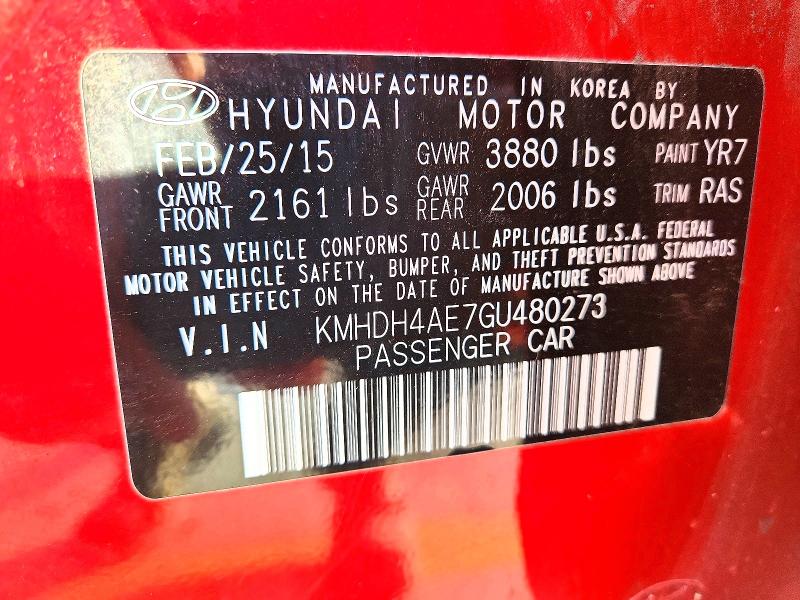 MANUFACTURED IN KOREA BY
HYUNDAI MOTOR COMPANY
FEB/25/15 GVWR 3880 lbs PAINT YR7
GAWR FRONT 2161 lbs GAWR REAR 2006 lbs TRIM RAS
THIS VEHICLE CONFORMS TO ALL APPLICABLE U.S.A. FEDERAL
MOTOR VEHICLE SAFETY, BUMPER, AND THEFT PREVENTION STANDARDS
IN EFFECT ON THE DATE OF MANUFACTURE SHOWN ABOVE
V.I.N KMHDH4AE7GU480273
PASSENGER CAR